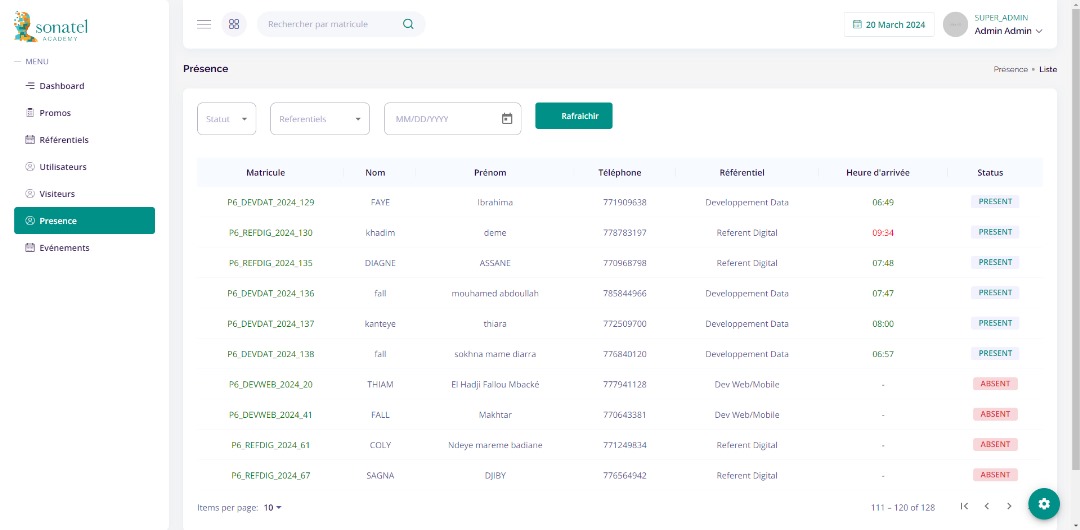 sonatel
ACADEMY
MENU
Dashboard
Promos
Référentiels
Utilisateurs
Visiteurs
Presence
Evénements
Rechercher par matricule
20 March 2024
SUPER_ADMIN
Admin Admin
Présence
Presence • Liste
Statut
Referentiels
MM/DD/YYYY
Rafraichir
Matricule Nom Prénom Téléphone Référentiel Heure d'arrivée Status
P6_DEVDAT_2024_129 FAYE Ibrahima 771909638 Developpement Data 06:49 PRESENT
P6_REFDIG_2024_130 khadim deme 778783197 Referent Digital 09:34 PRESENT
P6_REFDIG_2024_135 DIAGNE ASSANE 770968798 Referent Digital 07:48 PRESENT
P6_DEVDAT_2024_136 fall mouhamed abdoullah 785844966 Developpement Data 07:47 PRESENT
P6_DEVDAT_2024_137 kanteye thiara 772509700 Developpement Data 08:00 PRESENT
P6_DEVDAT_2024_138 fall sokhna mame diarra 776840120 Developpement Data 06:57 PRESENT
P6_DEVWEB_2024_20 THIAM El Hadji Fallou Mbacké 777941128 Dev Web/Mobile - ABSENT
P6_DEVWEB_2024_41 FALL Makhtar 770643381 Dev Web/Mobile - ABSENT
P6_REFDIG_2024_61 COLY Ndeye mareme badiane 771249834 Referent Digital - ABSENT
P6_REFDIG_2024_67 SAGNA DJIBY 776564942 Referent Digital - ABSENT
Items per page: 10
111 – 120 of 128